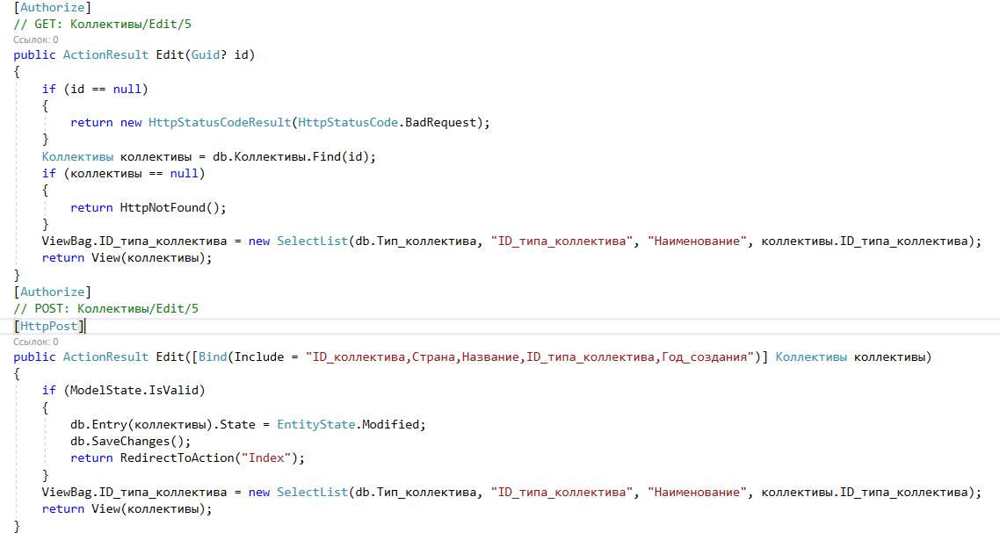 [Authorize]
// GET: Коллективы/Edit/5
Ссылок: 0
public ActionResult Edit(Guid? id)
{
    if (id == null)
    {
        return new HttpStatusCodeResult(HttpStatusCode.BadRequest);
    }
    Коллективы коллективы = db.Коллективы.Find(id);
    if (коллективы == null)
    {
        return HttpNotFound();
    }
    ViewBag.ID_типа_коллектива = new SelectList(db.Тип_коллектива, "ID_типа_коллектива", "Наименование", коллективы.ID_типа_коллектива);
    return View(коллективы);
}
[Authorize]
// POST: Коллективы/Edit/5
[HttpPost]
Ссылок: 0
public ActionResult Edit([Bind(Include = "ID_коллектива,Страна,Название,ID_типа_коллектива,Год_создания")] Коллективы коллективы)
{
    if (ModelState.IsValid)
    {
        db.Entry(коллективы).State = EntityState.Modified;
        db.SaveChanges();
        return RedirectToAction("Index");
    }
    ViewBag.ID_типа_коллектива = new SelectList(db.Тип_коллектива, "ID_типа_коллектива", "Наименование", коллективы.ID_типа_коллектива);
    return View(коллективы);
}